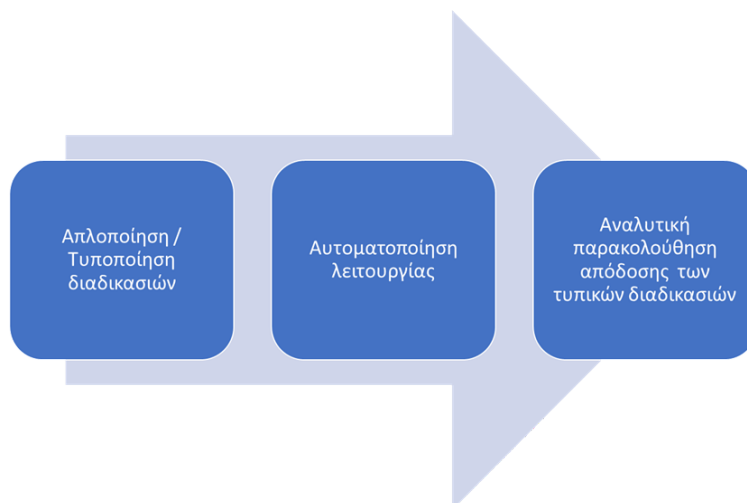 Απλοποίηση /
Τυποποίηση
διαδικασιών
Αυτοματοποίηση
λειτουργίας
Αναλυτική
παρακολούθηση
απόδοσης των
τυπικών διαδικασιών